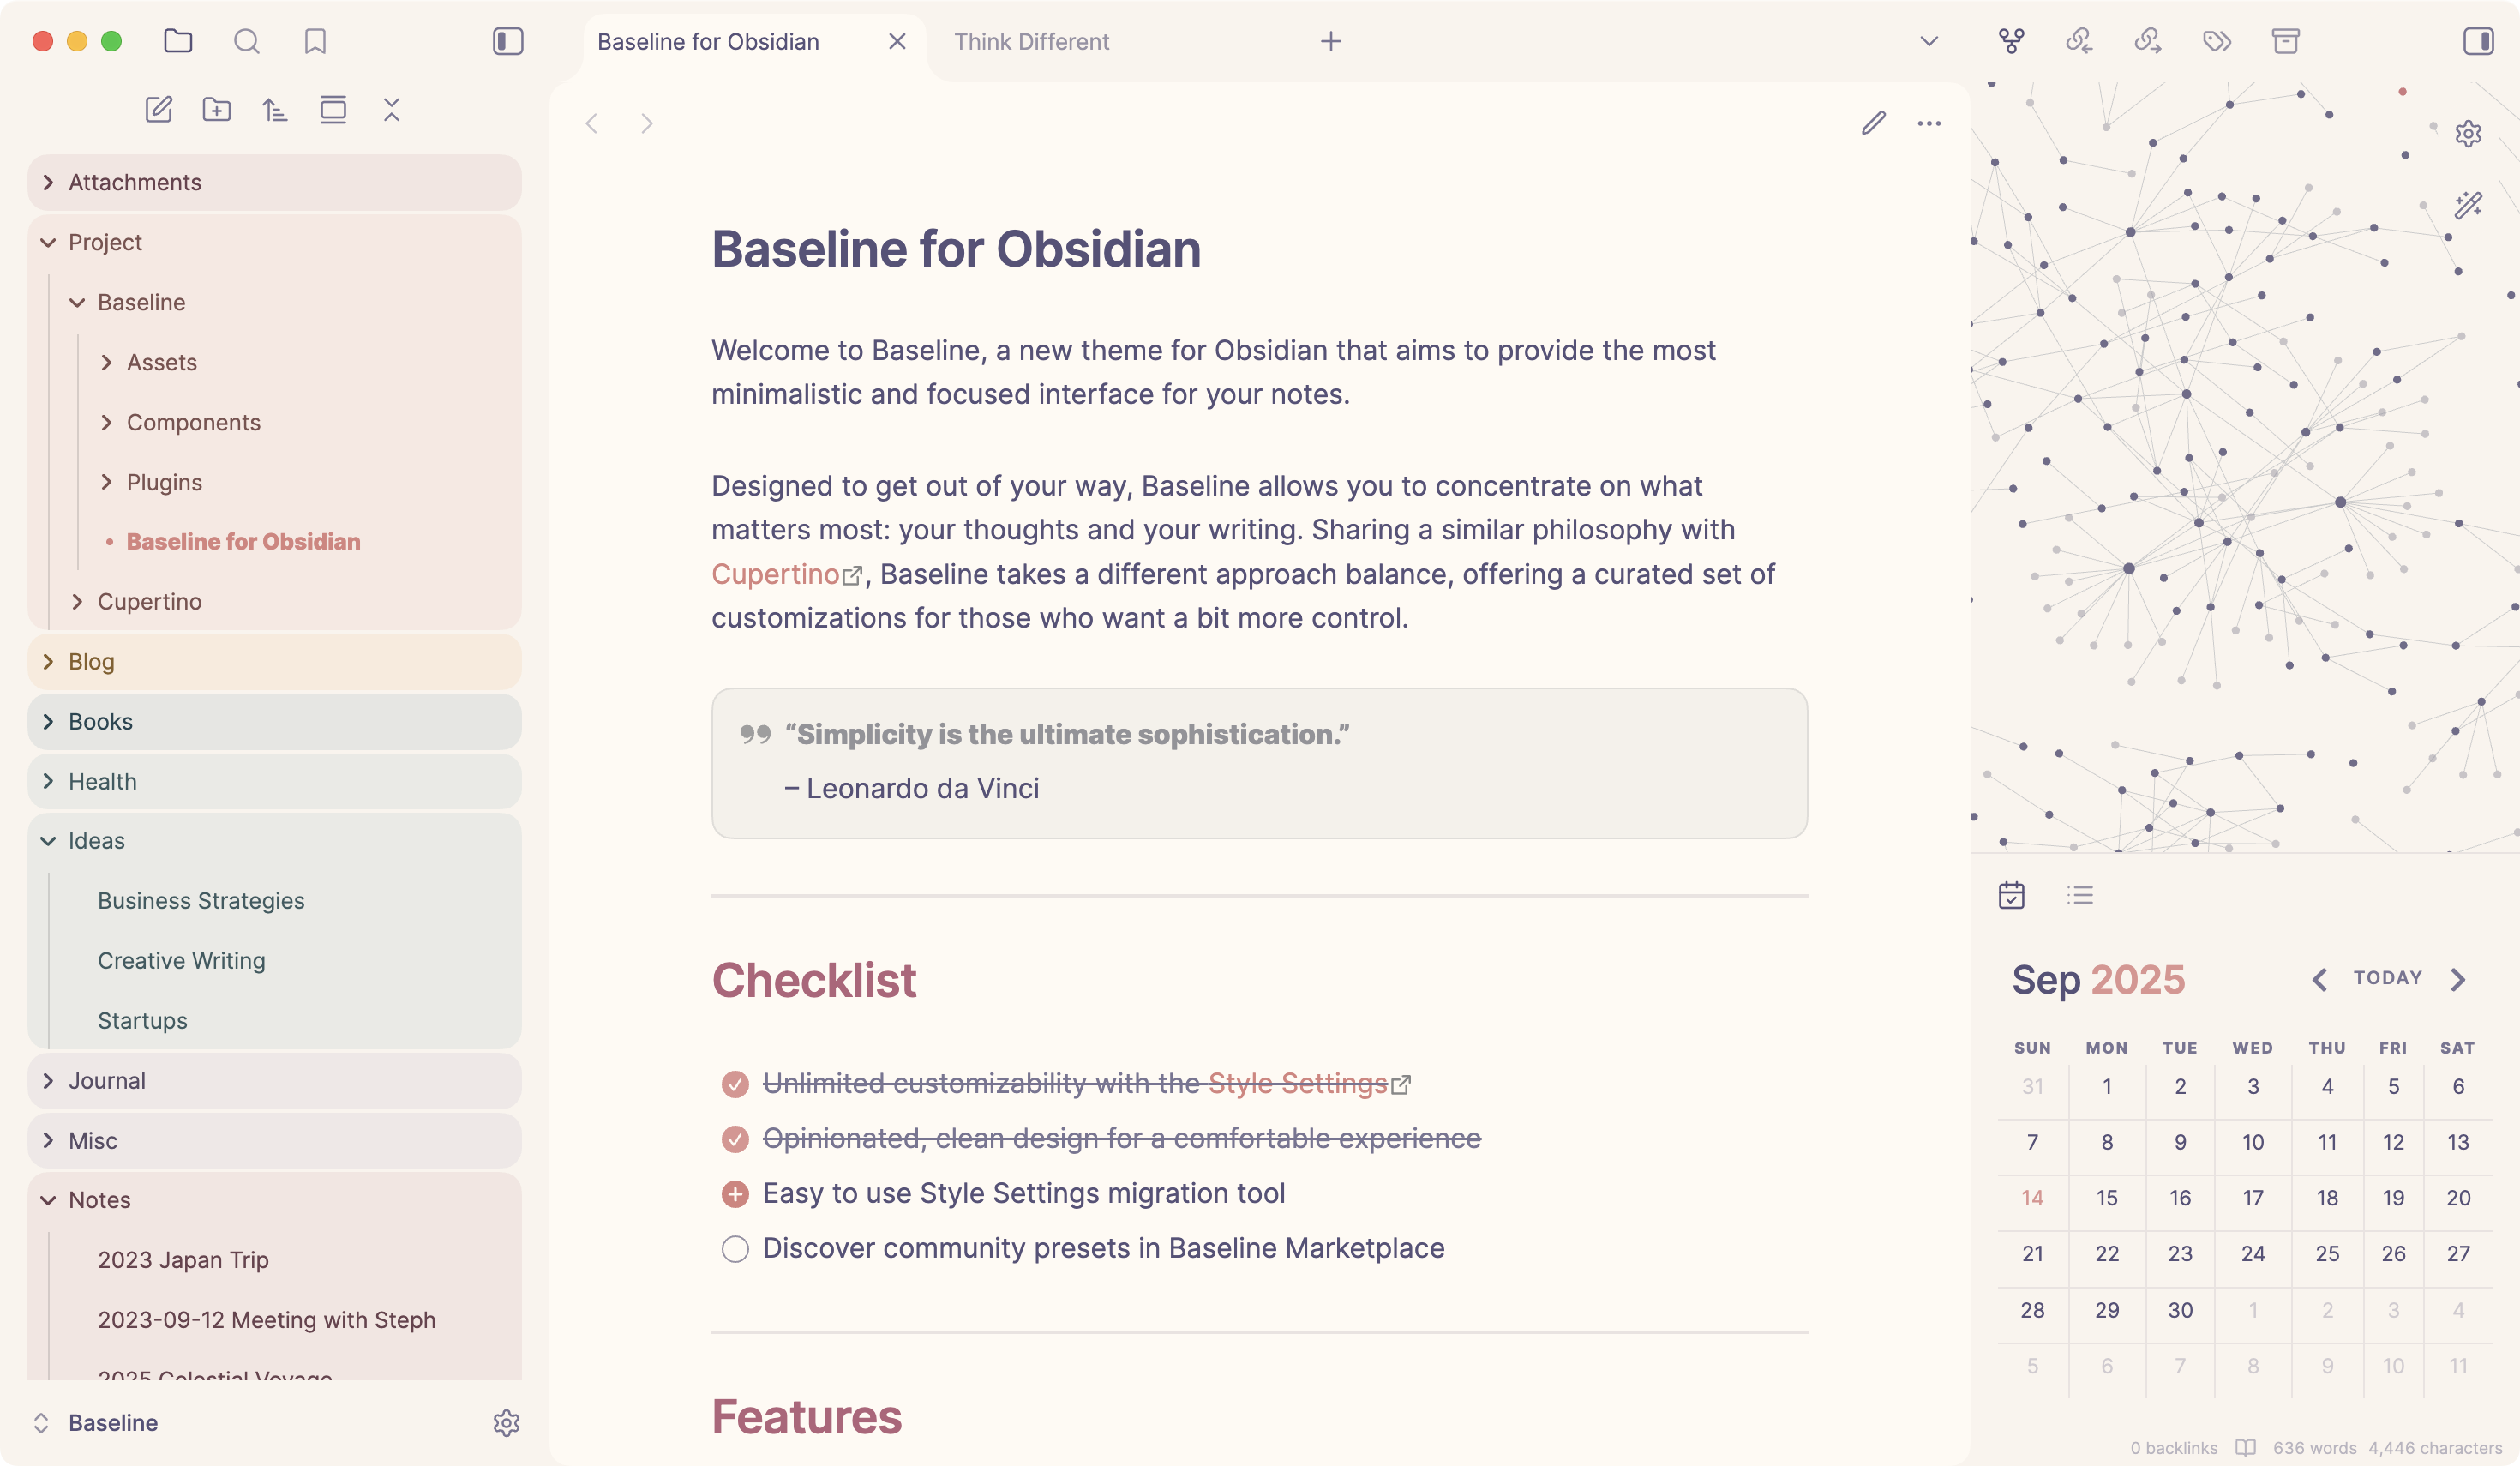 Attachments
Project
Baseline
Assets
Components
Plugins
Baseline for Obsidian
Cupertino
Blog
Books
Health
Ideas
Business Strategies
Creative Writing
Startups
Journal
Misc
Notes
2023 Japan Trip
2023-09-12 Meeting with Steph
2025 Celestial Voyage
Baseline
Baseline for Obsidian
Think Different
Baseline for Obsidian
Welcome to Baseline, a new theme for Obsidian that aims to provide the most
minimalistic and focused interface for your notes.
Designed to get out of your way, Baseline allows you to concentrate on what
matters most: your thoughts and your writing. Sharing a similar philosophy with
Cupertino, Baseline takes a different approach balance, offering a curated set of
customizations for those who want a bit more control.
“Simplicity is the ultimate sophistication.”
– Leonardo da Vinci
Checklist
Unlimited customizability with the Style Settings
Opinionated, clean design for a comfortable experience
Easy to use Style Settings migration tool
Discover community presets in Baseline Marketplace
Features
Sep 2025
TODAY
SUN MON TUE WED THU FRI SAT
31 1 2 3 4 5 6
7 8 9 10 11 12 13
14 15 16 17 18 19 20
21 22 23 24 25 26 27
28 29 30 1 2 3 4
5 6 7 8 9 10 11
0 backlinks 636 words 4,446 characters